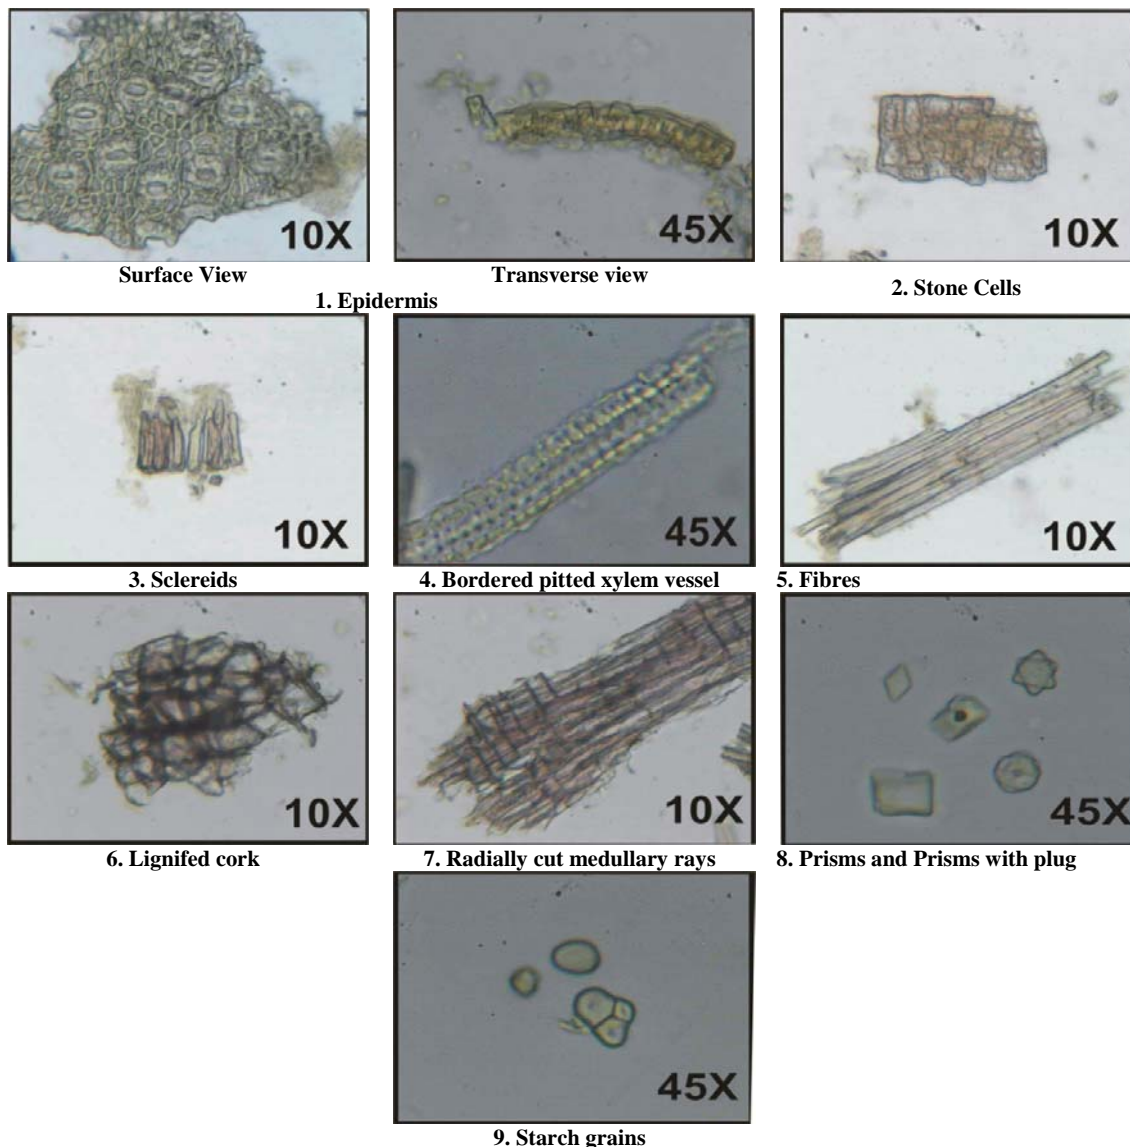 10X
45X
10X
Surface View
Transverse view
2. Stone Cells
1. Epidermis
10X
45X
10X
3. Sclereids
4. Bordered pitted xylem vessel
5. Fibres
10X
10X
45X
6. Lignifed cork
7. Radially cut medullary rays
8. Prisms and Prisms with plug
45X
9. Starch grains